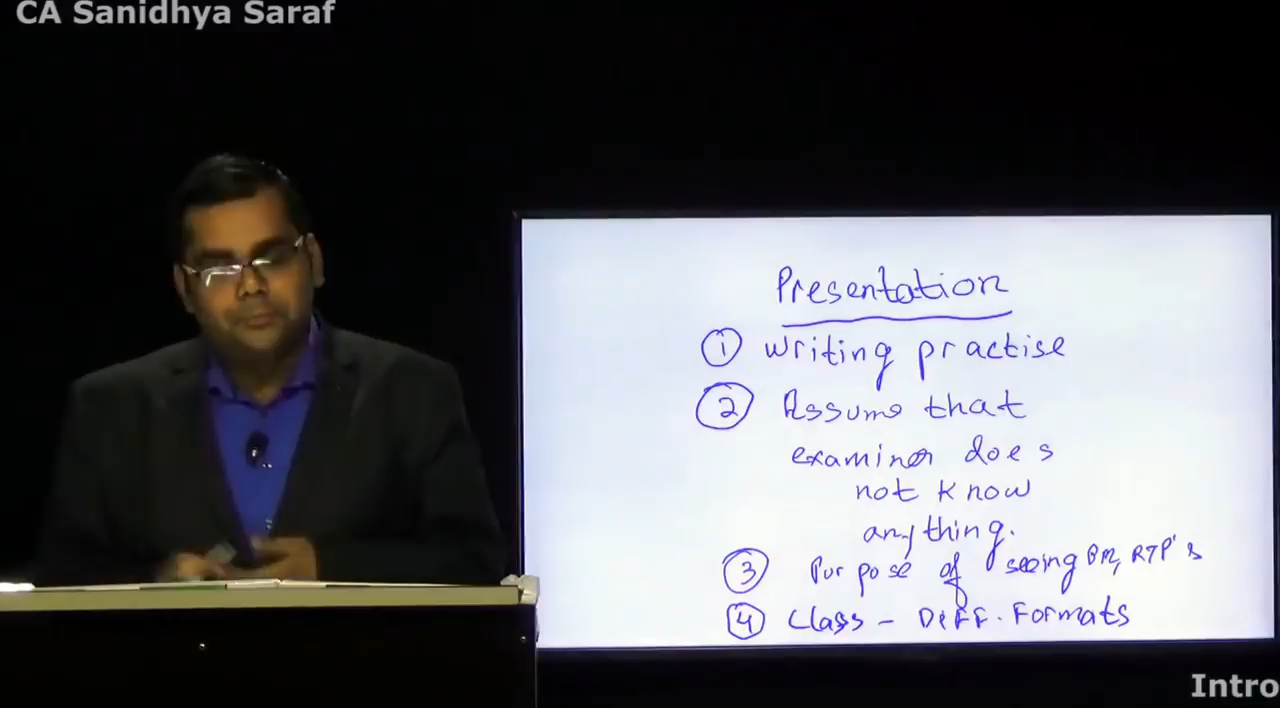 CA Sanidhya Saraf
Presentation
① Writing practise
② Assume that
examiner does
not know
anything.
③ Purpose of seeing PM, RTP's
④ Class - Diff. Formats
Intro